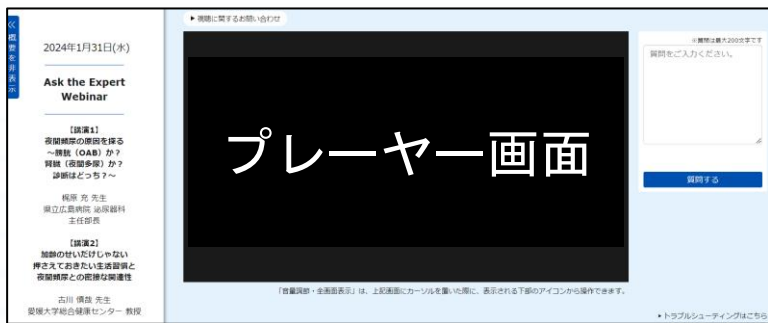 ▶ 視聴に関するお問い合わせ
≪ 概要を非表示
2024年1月31日(水)
Ask the Expert
Webinar
【講演1】
夜間頻尿の原因を探る
～膀胱（OAB）か？
腎臓（夜間多尿）か？
診断はどっち？～
梶原 充 先生
県立広島病院 泌尿器科
主任部長
【講演2】
加齢のせいだけじゃない
押さえておきたい生活習慣と
夜間頻尿との密接な関連性
古川 慎哉 先生
愛媛大学総合健康センター 教授
プレーヤー画面
「音量調節・全画面表示」は、上記画面にカーソルを置いた際に、表示される下部のアイコンから操作できます。
※質問は最大250文字です
質問をご入力ください。
質問する
▶ トラブルシューティングはこちら